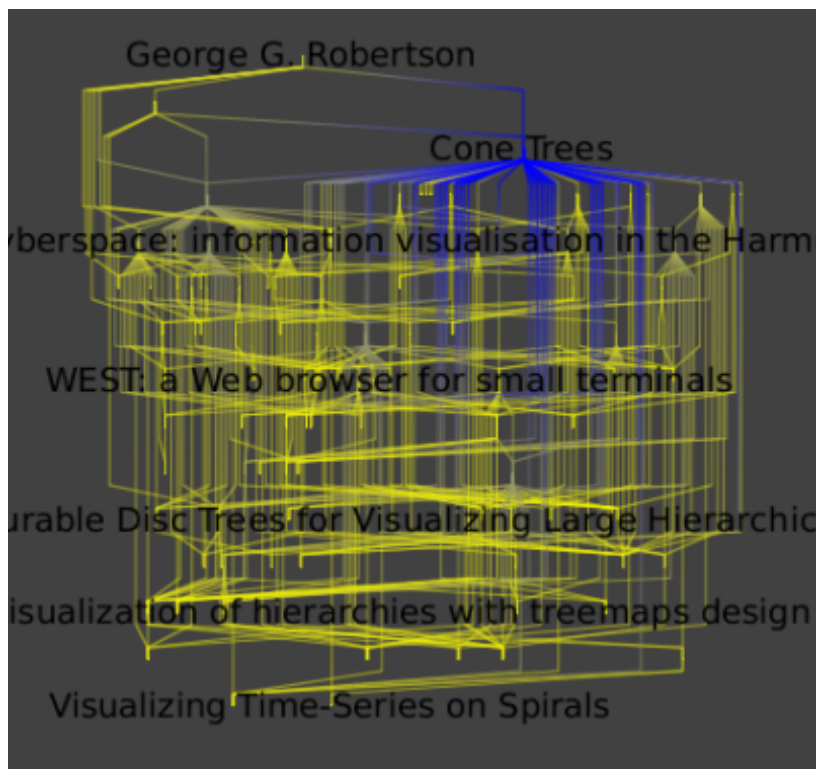 George G. Robertson
Cone Trees
yberspace: information visualisation in the Harm
WEST: a Web browser for small terminals
urable Disc Trees for Visualizing Large Hierarchic
isualization of hierarchies with treemaps design
Visualizing Time-Series on Spirals